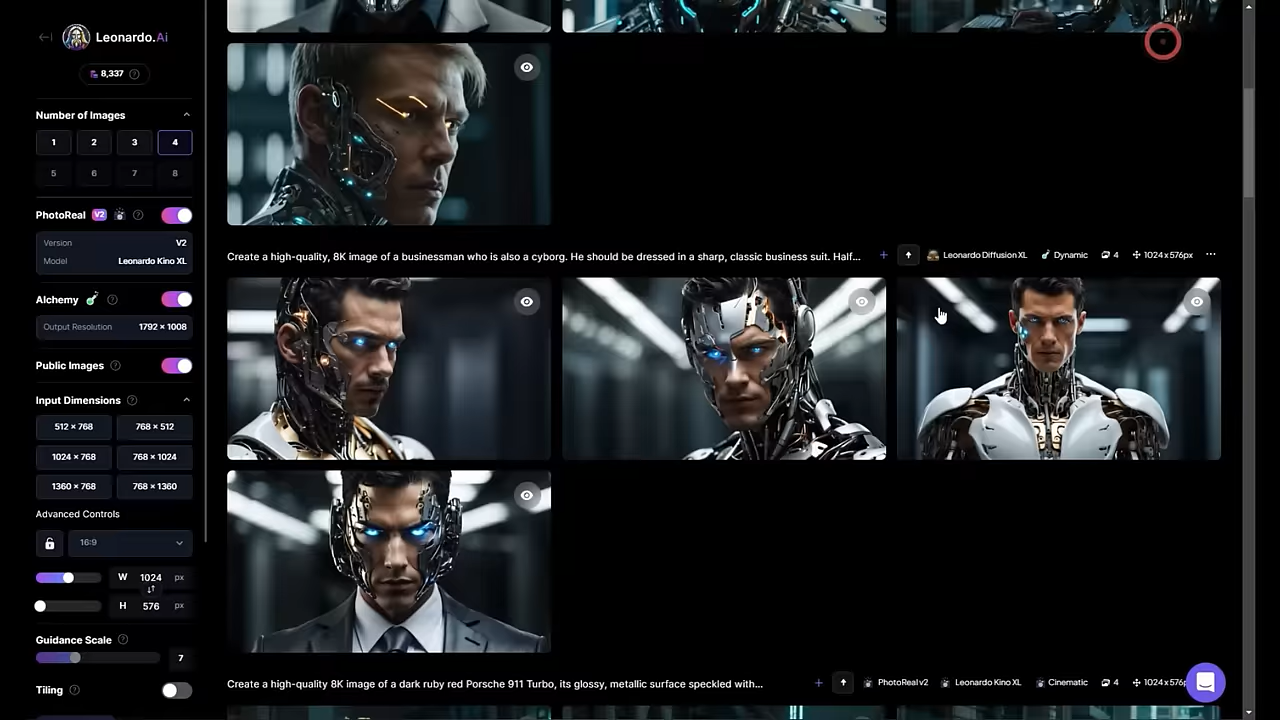 Leonardo.Ai
8,337
Number of Images
1 2 3 4
5 6 7 8
PhotoReal V2
Version V2
Model Leonardo Kino XL
Alchemy
Output Resolution 1792 × 1008
Public Images
Input Dimensions
512 × 768 768 × 512
1024 × 768 768 × 1024
1360 × 768 768 × 1360
Advanced Controls
16:9
W 1024 px
H 576 px
Guidance Scale
7
Tiling
Create a high-quality, 8K image of a businessman who is also a cyborg. He should be dressed in a sharp, classic business suit. Half... Leonardo Diffusion XL Dynamic 4 1024x576px
Create a high-quality 8K image of a dark ruby red Porsche 911 Turbo, its glossy, metallic surface speckled with... PhotoReal v2 Leonardo Kino XL Cinematic 4 1024x576p